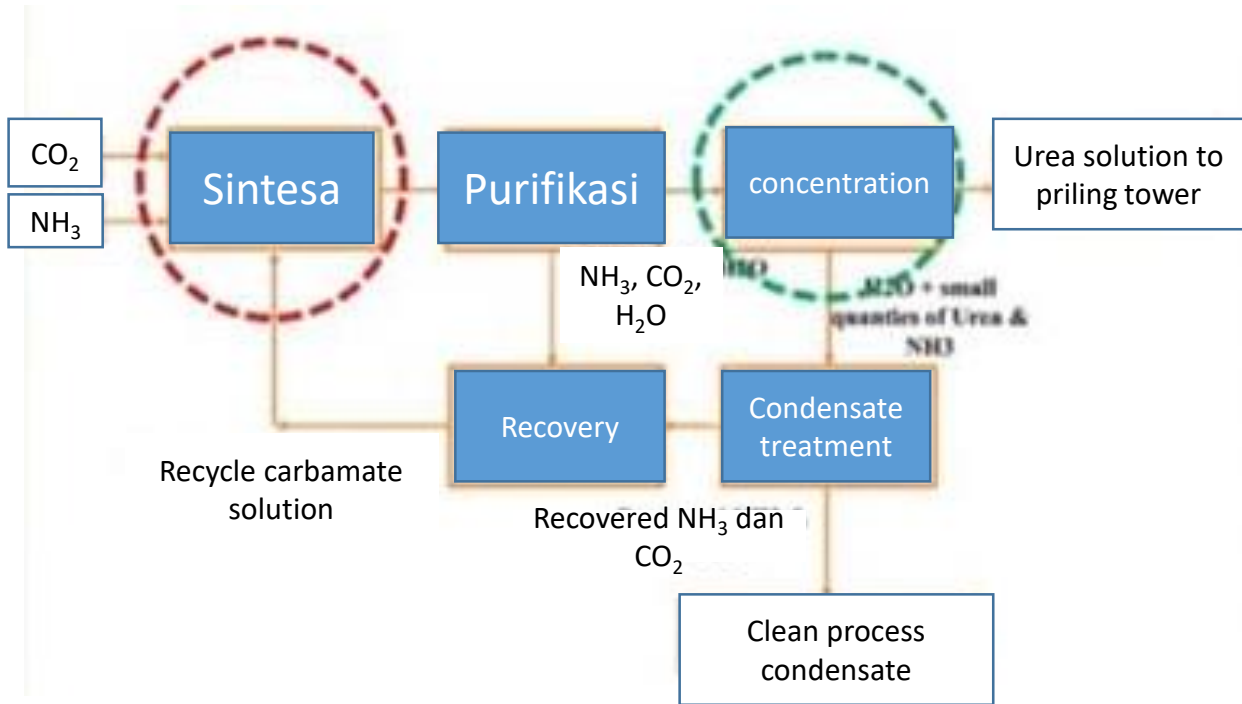 CO₂
NH₃
Sintesa
Purifikasi
concentration
Urea solution to
priling tower
NH₃, CO₂,
H₂O
H2O + small
quanties of Urea &
NH3
Recovery
Condensate
treatment
Recycle carbamate
solution
Recovered NH₃ dan
CO₂
Clean process
condensate